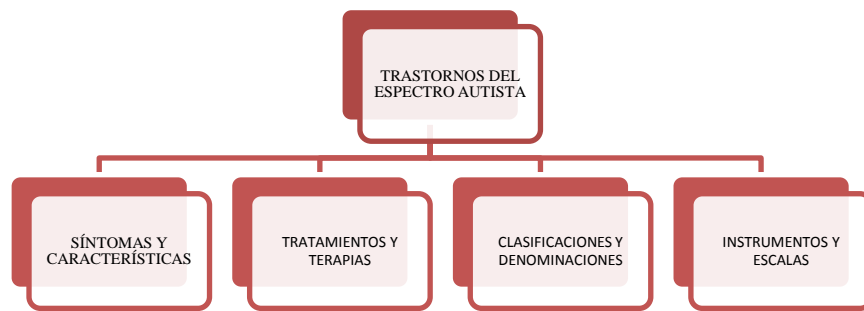 TRASTORNOS DEL
ESPECTRO AUTISTA
SÍNTOMAS Y
CARACTERÍSTICAS
TRATAMIENTOS Y
TERAPIAS
CLASIFICACIONES Y
DENOMINACIONES
INSTRUMENTOS Y
ESCALAS